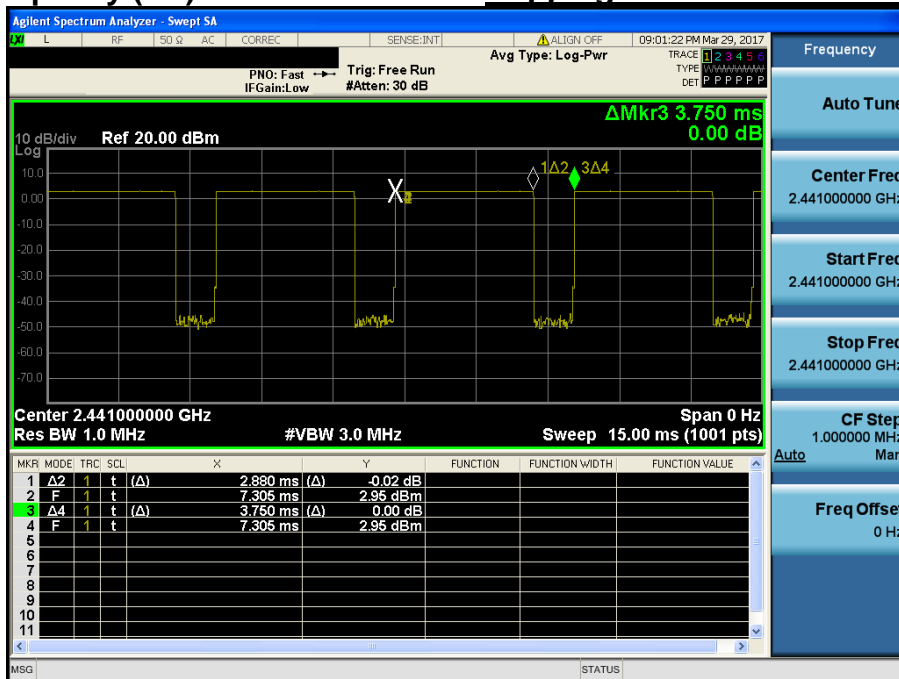 Agilent Spectrum Analyzer - Swept SA
LXI L RF 50 Ω AC CORREC SENSE:INT ALIGN OFF 09:01:22 PM Mar 29, 2017
PNO: Fast
IFGain:Low
Trig: Free Run
#Atten: 30 dB
Avg Type: Log-Pwr
TRACE 1 2 3 4 5 6
TYPE
DET P P P P P P
ΔMkr3 3.750 ms
0.00 dB
10 dB/div Ref 20.00 dBm
Log
10.0
0.00
-10.0
-20.0
-30.0
-40.0
-50.0
-60.0
-70.0
1Δ2 3Δ4
X
Center 2.441000000 GHz Span 0 Hz
Res BW 1.0 MHz #VBW 3.0 MHz Sweep 15.00 ms (1001 pts)
MKR MODE TRC SCL X Y FUNCTION FUNCTION WIDTH FUNCTION VALUE
1 Δ2 1 t (Δ) 2.880 ms (Δ) -0.02 dB
2 F 1 t 7.305 ms 2.95 dBm
3 Δ4 1 t (Δ) 3.750 ms (Δ) 0.00 dB
4 F 1 t 7.305 ms 2.95 dBm
5
6
7
8
9
10
11
MSG STATUS
Frequency
Auto Tune
Center Freq
2.441000000 GHz
Start Freq
2.441000000 GHz
Stop Freq
2.441000000 GHz
CF Step
1.000000 MHz
Auto Man
Freq Offset
0 Hz